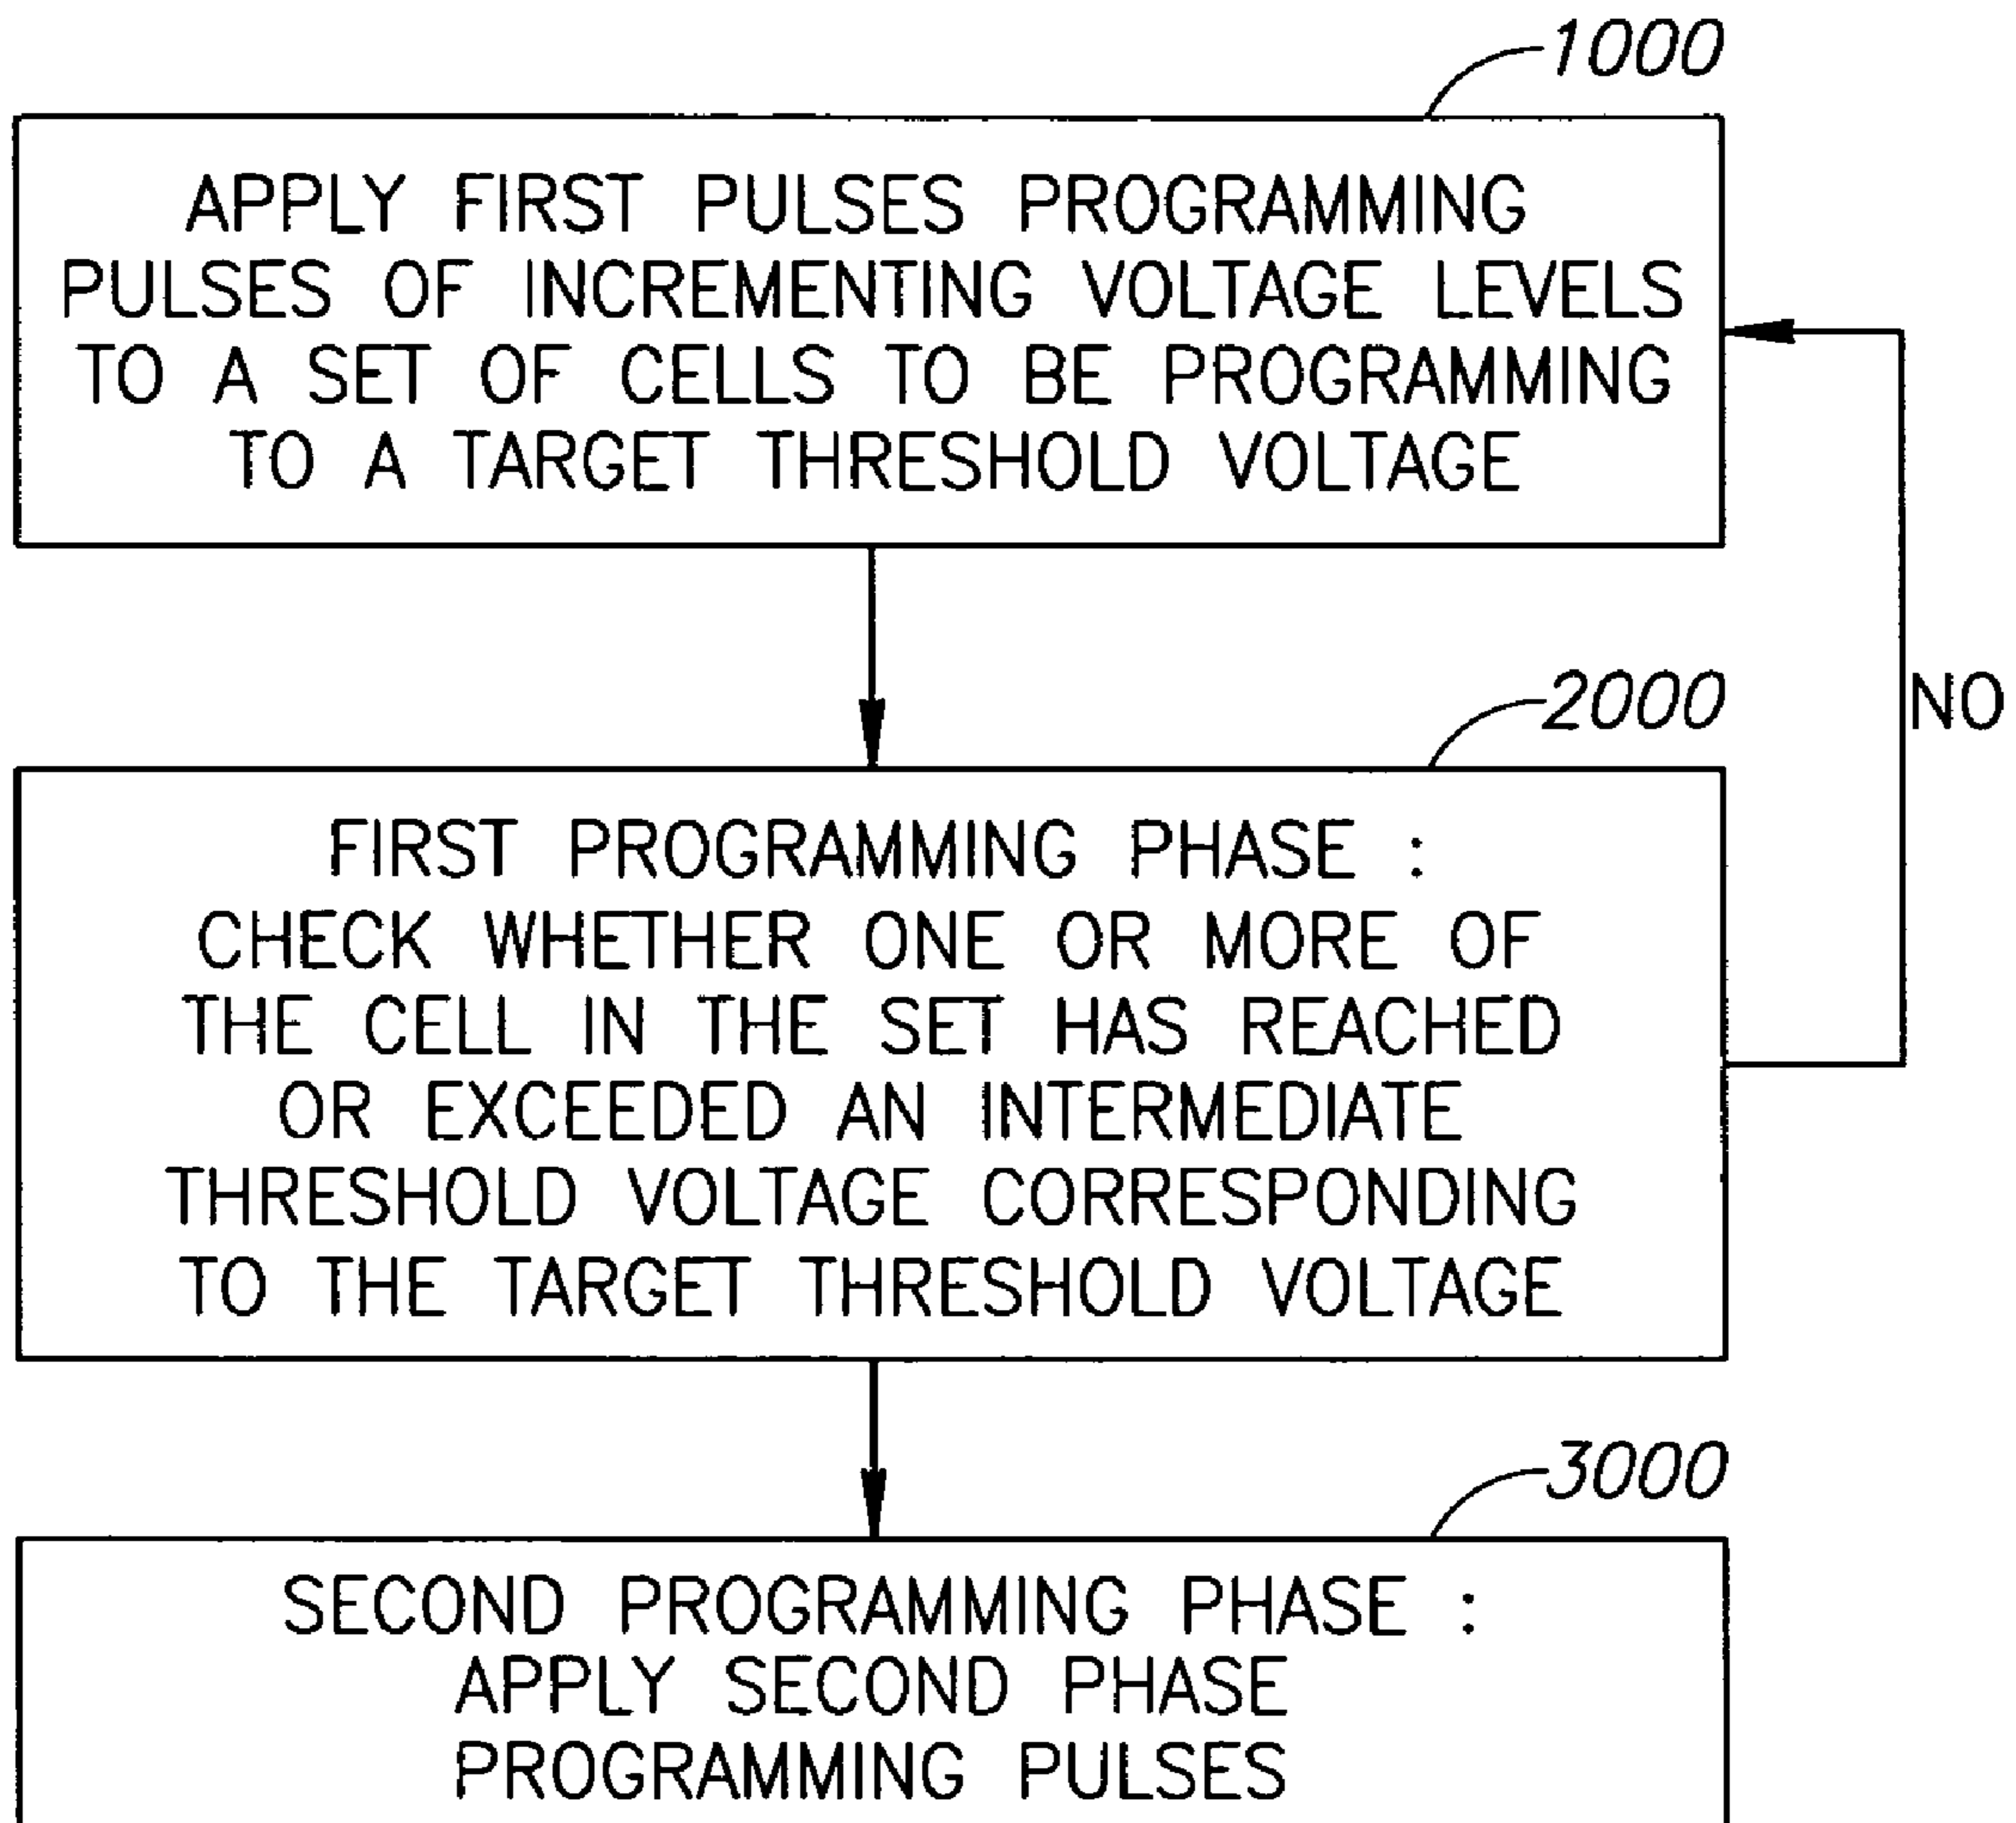 1000
APPLY FIRST PULSES PROGRAMMING
PULSES OF INCREMENTING VOLTAGE LEVELS
TO A SET OF CELLS TO BE PROGRAMMING
TO A TARGET THRESHOLD VOLTAGE
2000
NO
FIRST PROGRAMMING PHASE :
CHECK WHETHER ONE OR MORE OF
THE CELL IN THE SET HAS REACHED
OR EXCEEDED AN INTERMEDIATE
THRESHOLD VOLTAGE CORRESPONDING
TO THE TARGET THRESHOLD VOLTAGE
3000
SECOND PROGRAMMING PHASE :
APPLY SECOND PHASE
PROGRAMMING PULSES